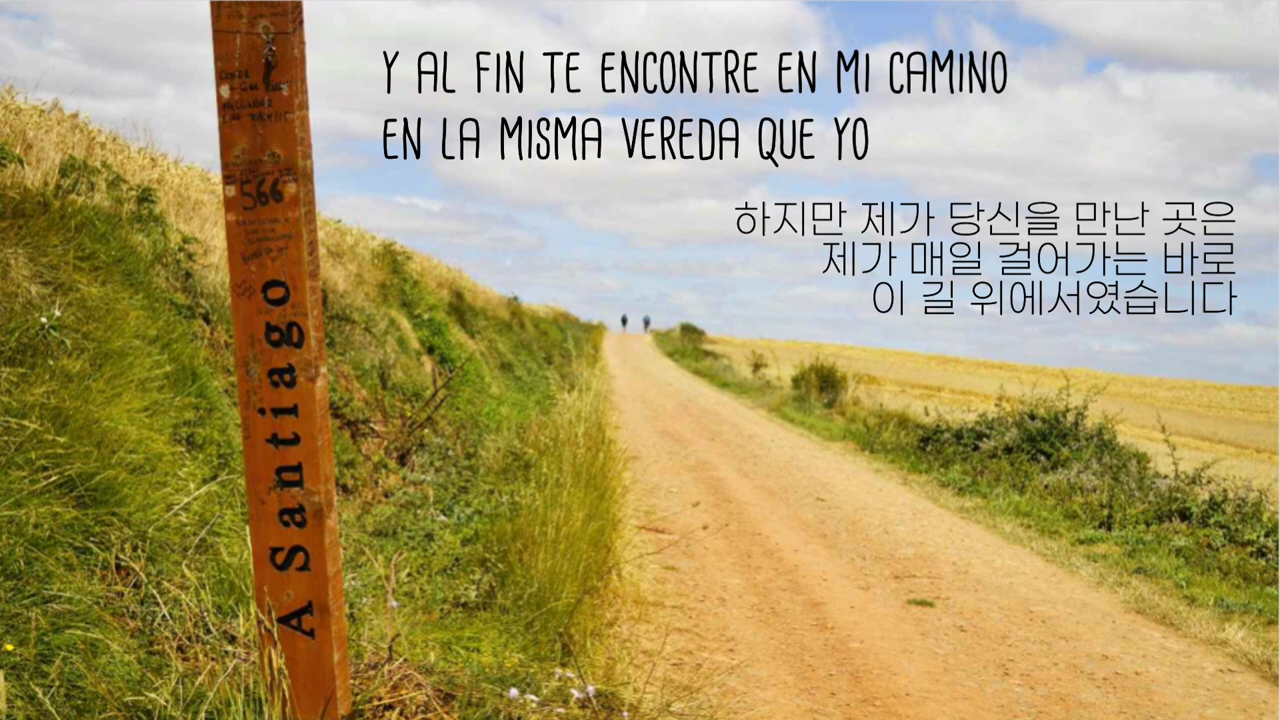 Y AL FIN TE ENCONTRE EN MI CAMINO
EN LA MISMA VEREDA QUE YO
하지만 제가 당신을 만난 곳은
제가 매일 걸어가는 바로
이 길 위에서였습니다
566
A Santiago